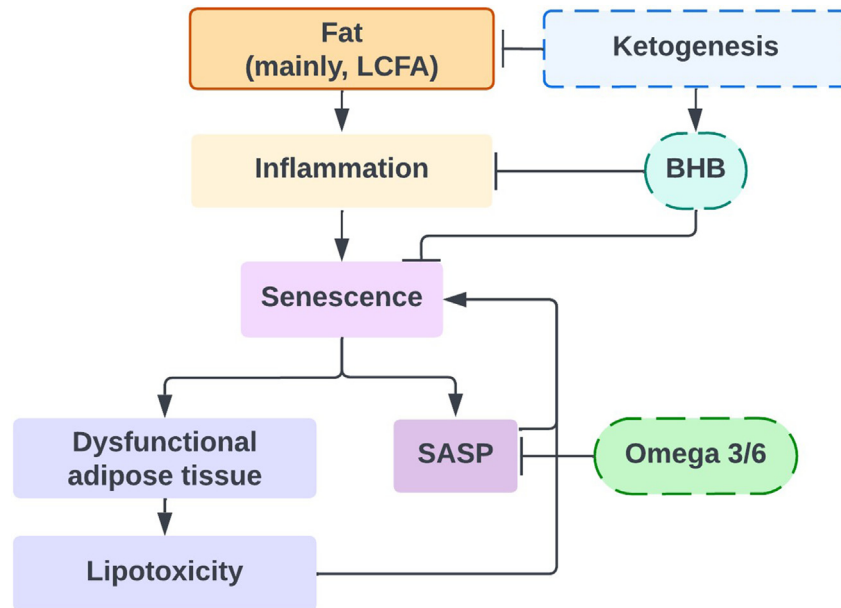 Fat
(mainly, LCFA)
Ketogenesis
Inflammation
BHB
Senescence
Dysfunctional
adipose tissue
SASP
Omega 3/6
Lipotoxicity